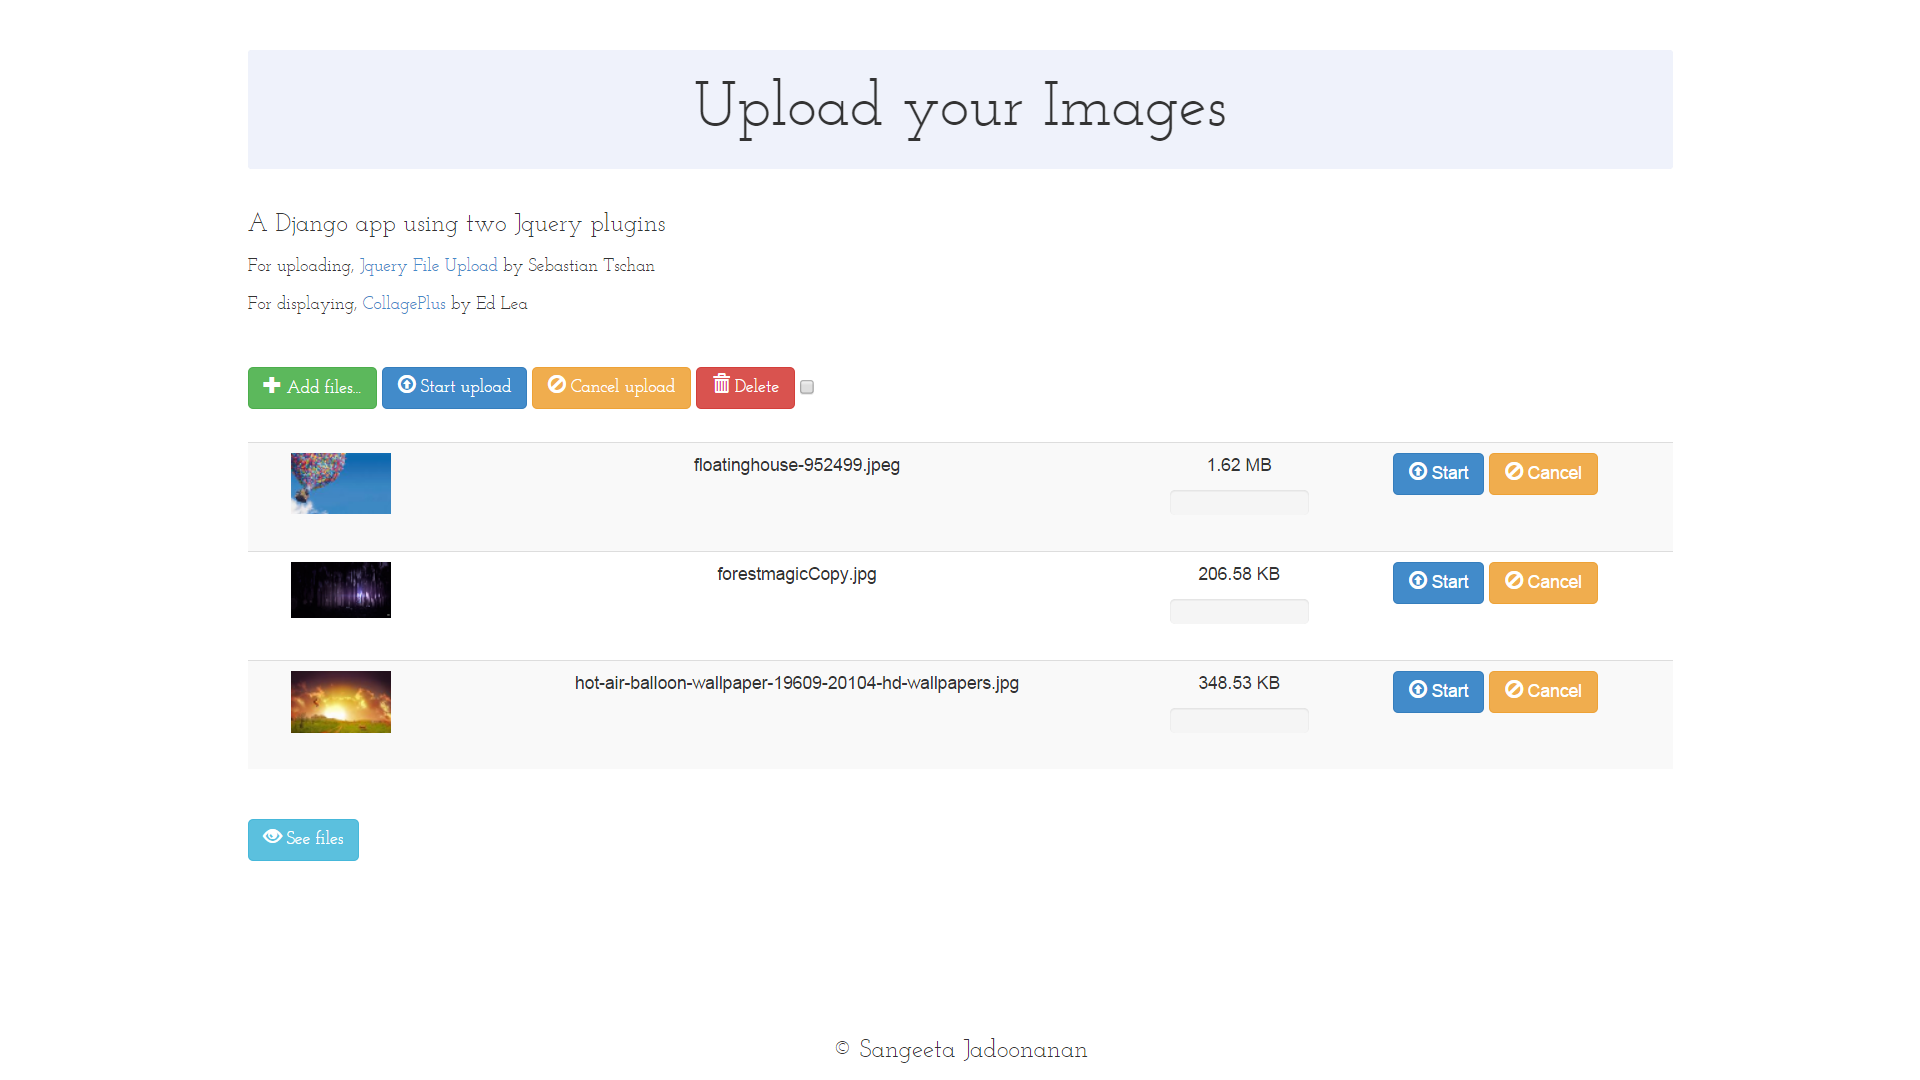 Upload your Images
A Django app using two Jquery plugins
For uploading, Jquery File Upload by Sebastian Tschan
For displaying, CollagePlus by Ed Lea
Add files... Start upload Cancel upload Delete
floatinghouse-952499.jpeg 1.62 MB Start Cancel
forestmagicCopy.jpg 206.58 KB Start Cancel
hot-air-balloon-wallpaper-19609-20104-hd-wallpapers.jpg 348.53 KB Start Cancel
See files
© Sangeeta Jadoonanan